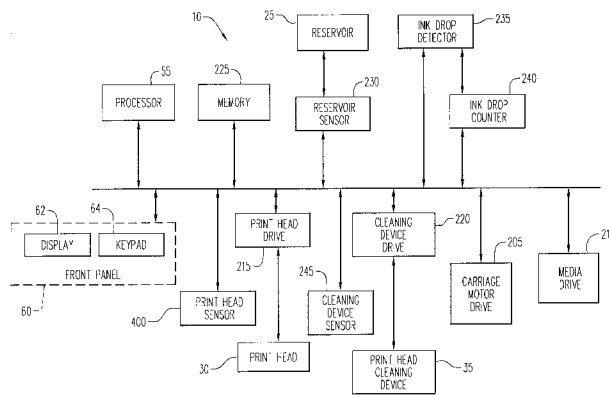 10
25
RESERVOIR
INK DROP
DETECTOR
235
55
PROCESSOR
225
MEMORY
230
RESERVOIR
SENSOR
240
INK DROP
COUNTER
62
DISPLAY
64
KEYPAD
FRONT PANEL
60
PRINT HEAD
DRIVE
215
CLEANING
DEVICE
DRIVE
220
205
CARRIAGE
MOTOR
DRIVE
MEDIA
DRIVE
PRINT HEAD
SENSOR
400
245
CLEANING
DEVICE
SENSOR
30
PRINT HEAD
PRINT HEAD
CLEANING
DEVICE
35